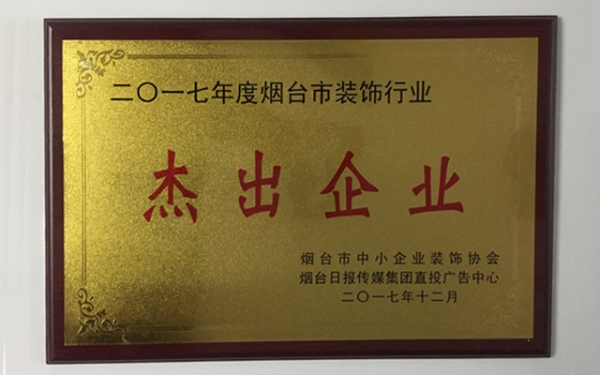 二〇一七年度烟台市装饰行业
杰出企业
烟台市中小企业装饰协会
烟台日报传媒集团直投广告中心
二〇一七年十二月